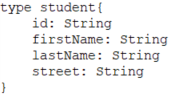 type student{
    id: String
    firstName: String
    lastName: String
    street: String
}